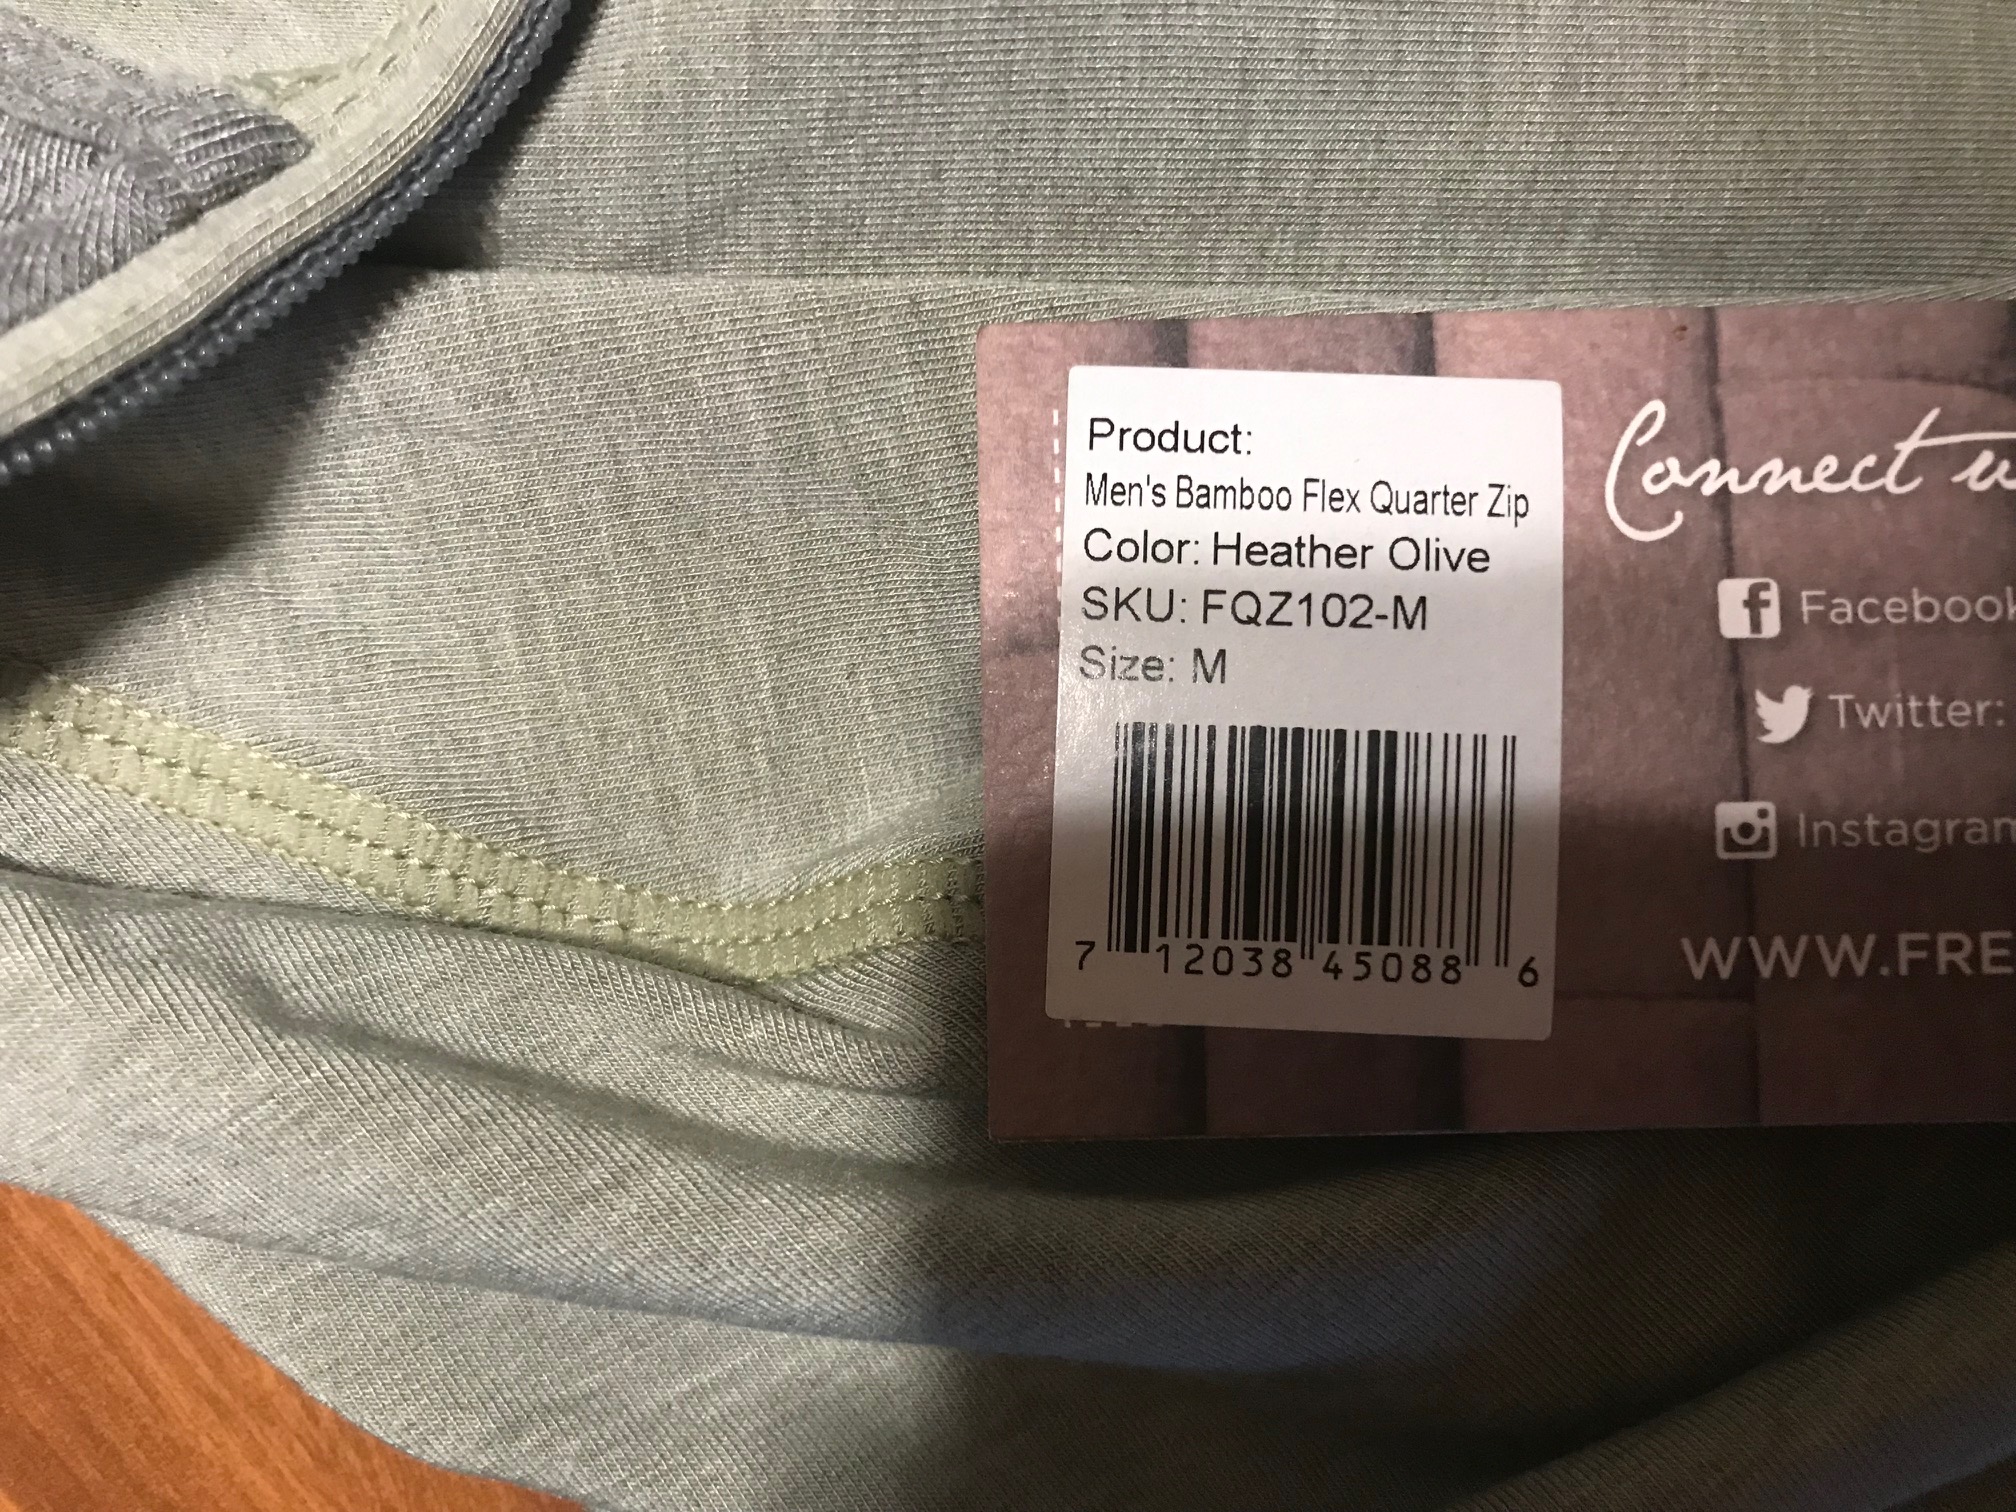 Product:
Men's Bamboo Flex Quarter Zip
Color: Heather Olive
SKU: FQZ102-M
Size: M
7 12038 45088 6
Connect
Facebook
Twitter:
Instagram
WWW.FRE